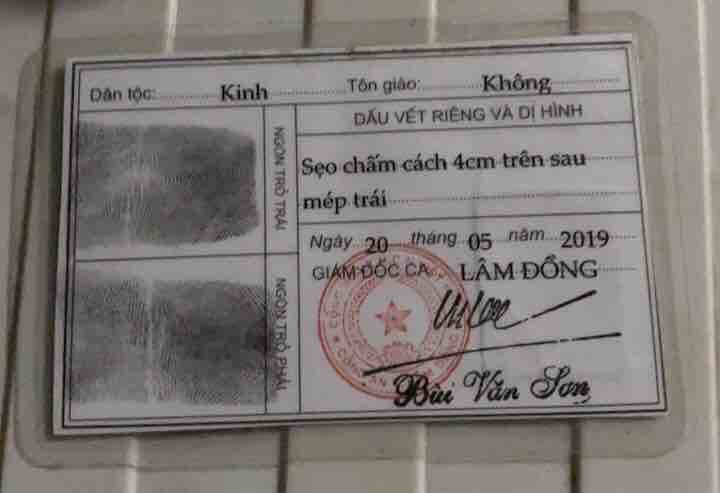 Dân tộc: Kinh Tôn giáo: Không
DẤU VẾT RIÊNG VÀ DỊ HÌNH
NGÓN TRỎ TRÁI
Sẹo chấm cách 4cm trên sau
mép trái
Ngày 20 tháng 05 năm 2019
GIÁM ĐỐC CA LÂM ĐỒNG
NGÓN TRỎ PHẢI
Bùi Văn Sơn